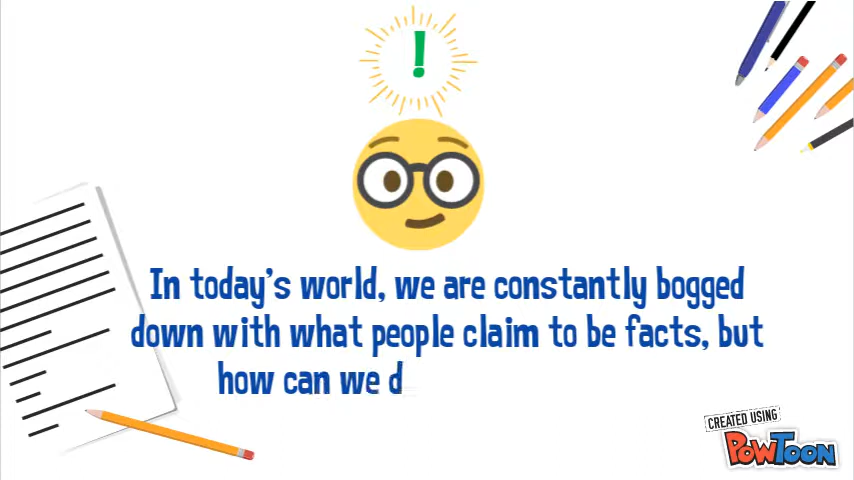 !
In today's world, we are constantly bogged
down with what people claim to be facts, but
how can we d
CREATED USING
POWTOON